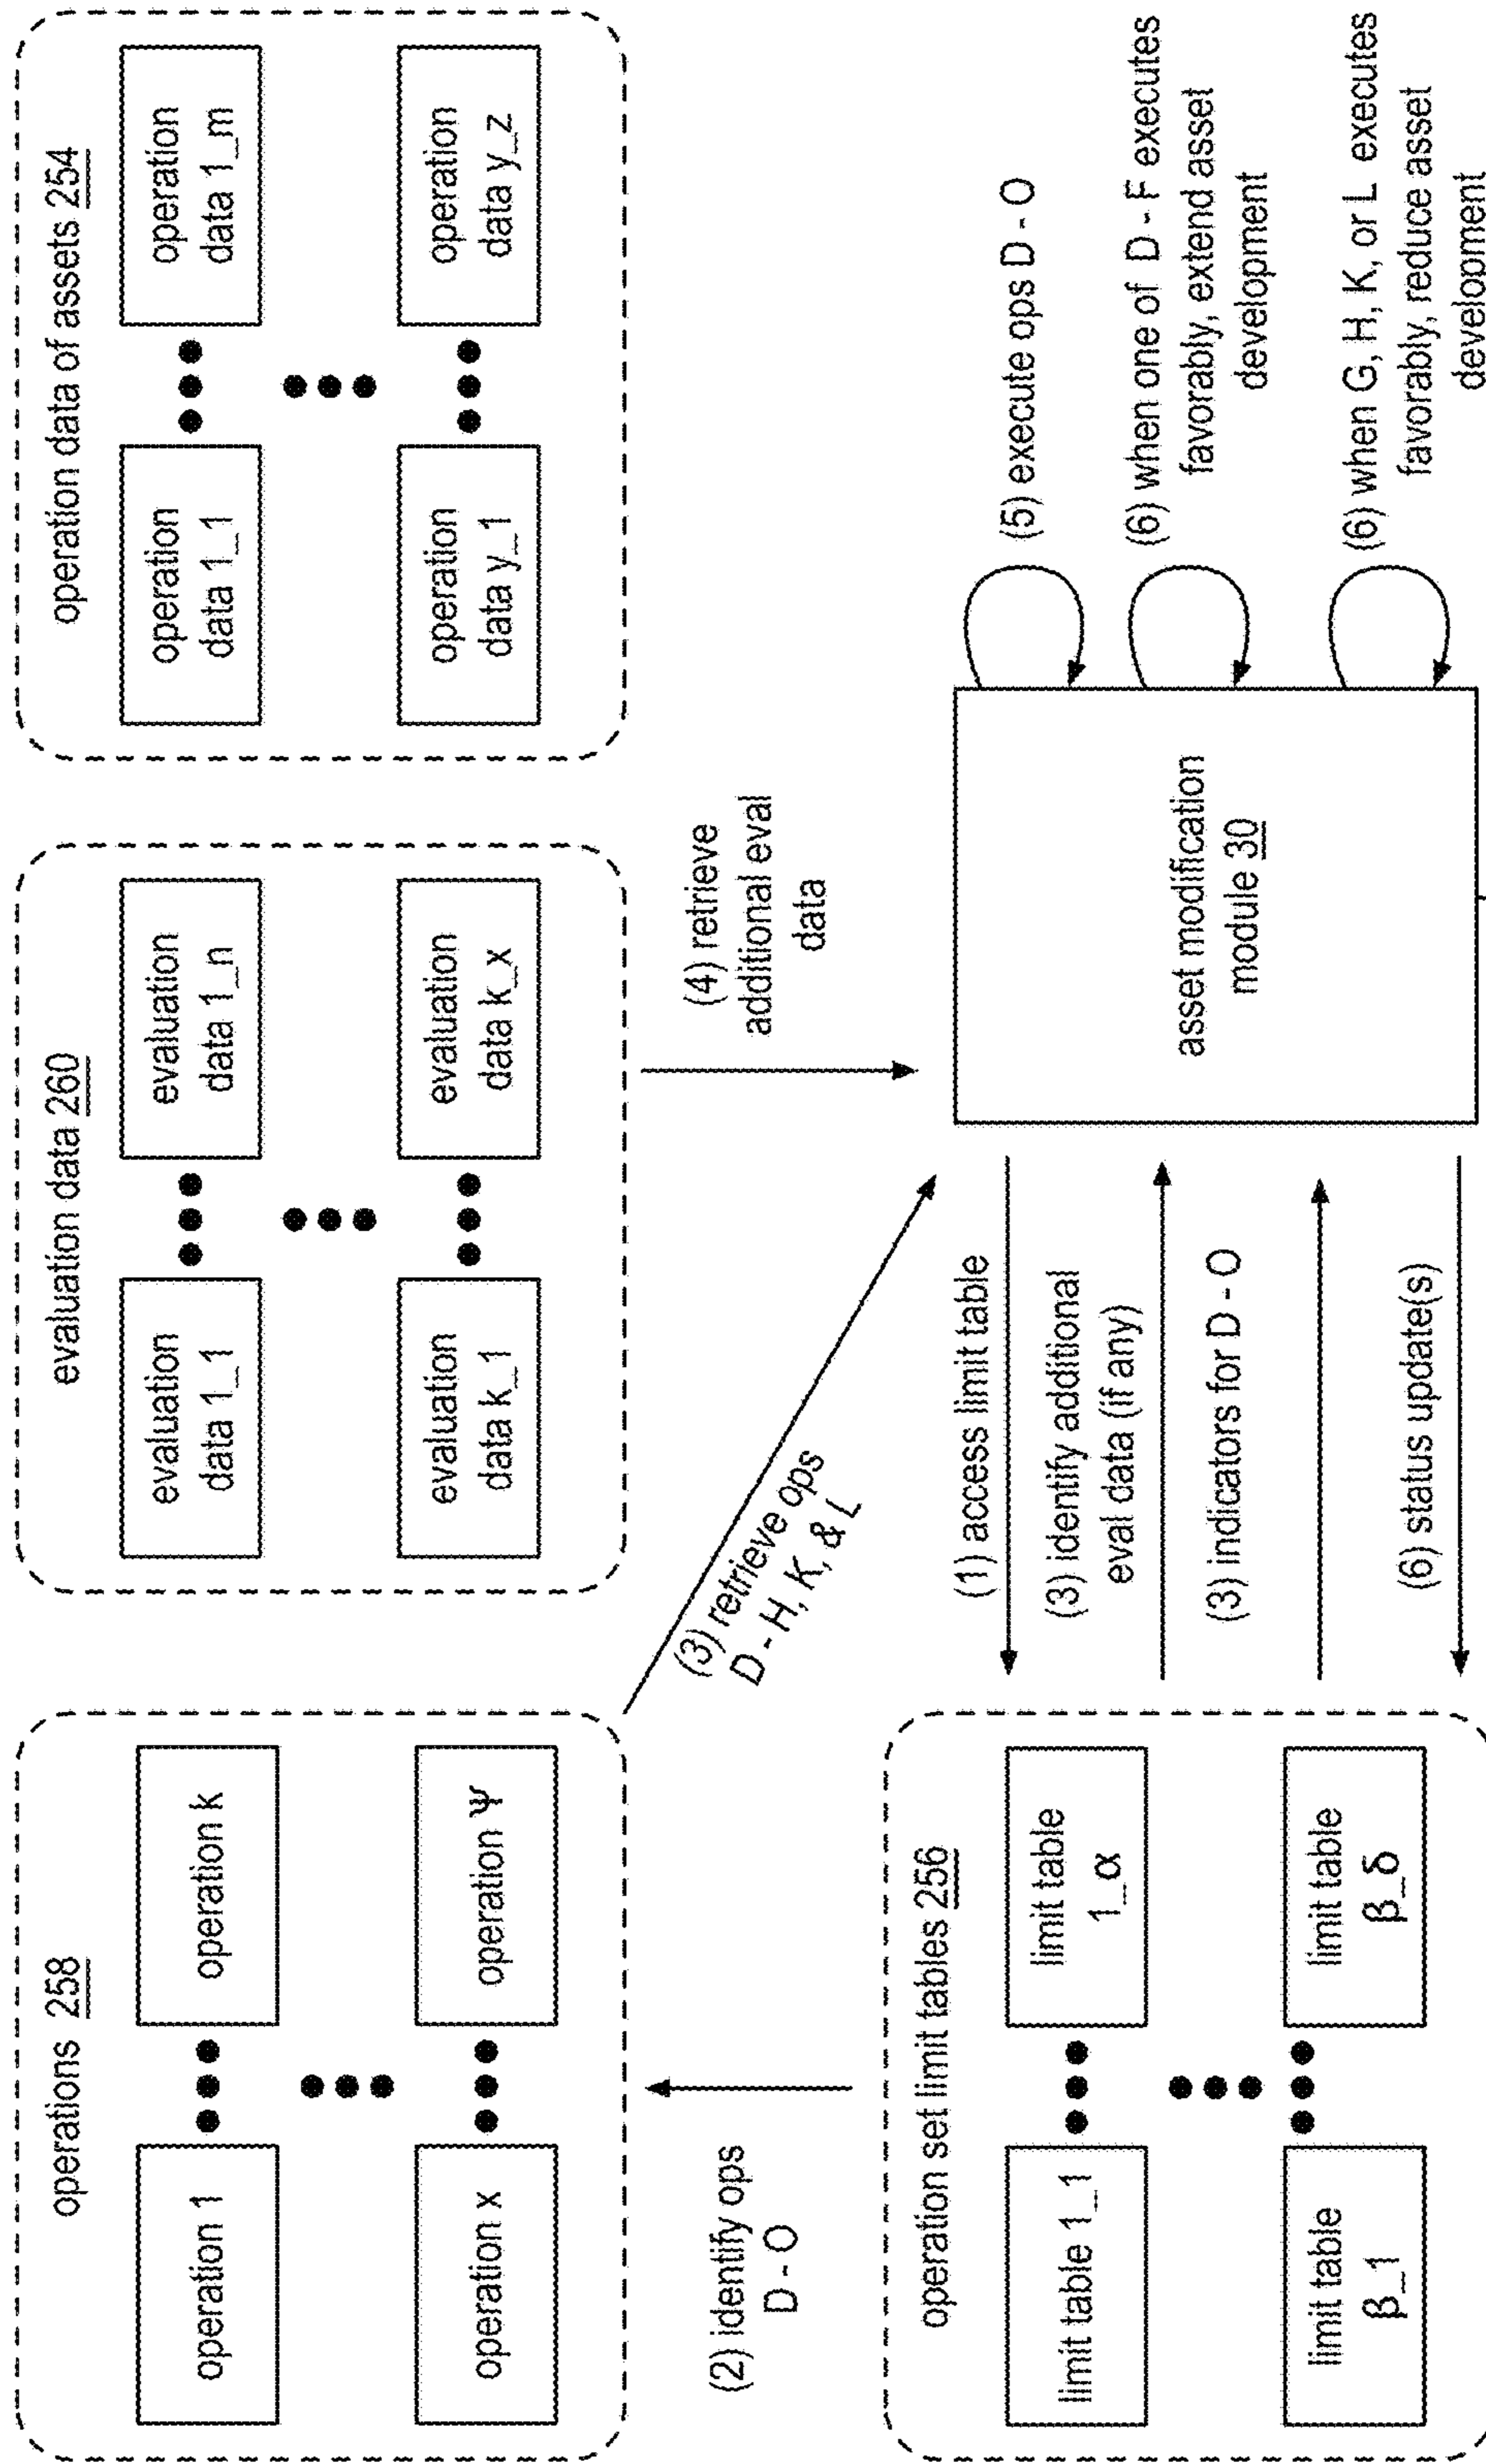 operations 258
operation 1
operation k
operation x
operation Ψ
evaluation data 260
evaluation
data 1_1
evaluation
data 1_n
evaluation
data k_1
evaluation
data k_x
operation data of assets 254
operation
data 1_1
operation
data 1_m
operation
data y_1
operation
data y_z
(2) identify ops
D - O
(3) retrieve ops
D - H, K, & L
(4) retrieve
additional eval
data
operation set limit tables 256
limit table 1_1
limit table
1_α
limit table
β_1
limit table
β_δ
(1) access limit table
(3) identify additional
eval data (if any)
(3) indicators for D - O
(6) status update(s)
asset modification
module 30
(5) execute ops D - O
(6) when one of D - F executes
favorably, extend asset
development
(6) when G, H, K, or L executes
favorably, reduce asset
development